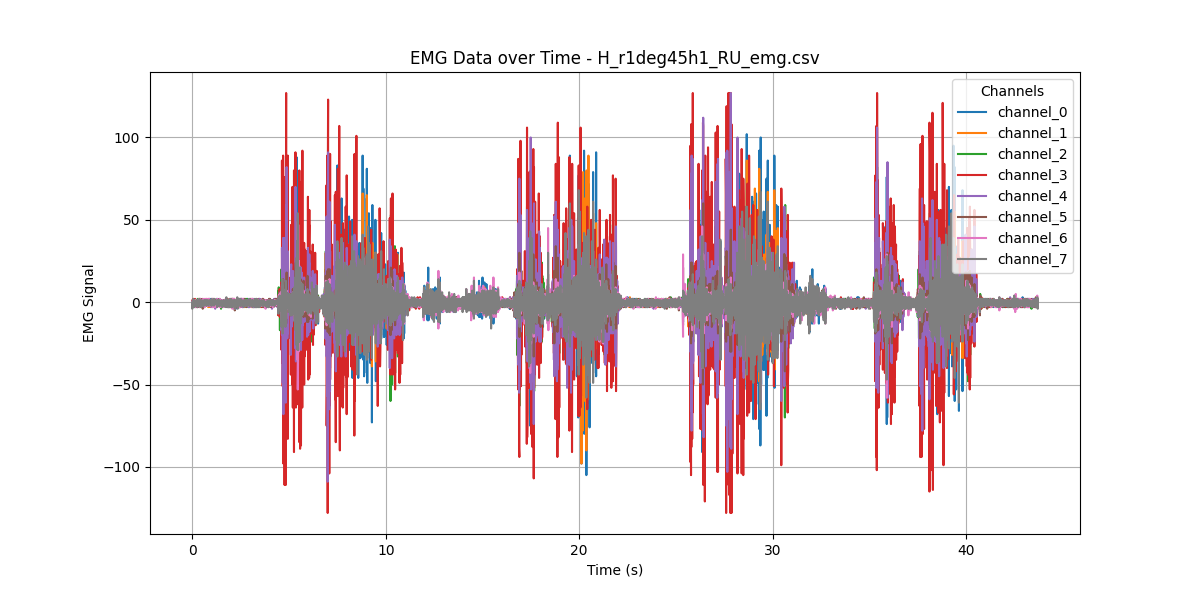 EMG Data over Time - H_r1deg45h1_RU_emg.csv
Channels
channel_0
channel_1
channel_2
channel_3
channel_4
channel_5
channel_6
channel_7
EMG Signal
100
50
0
−50
−100
0
10
20
30
40
Time (s)